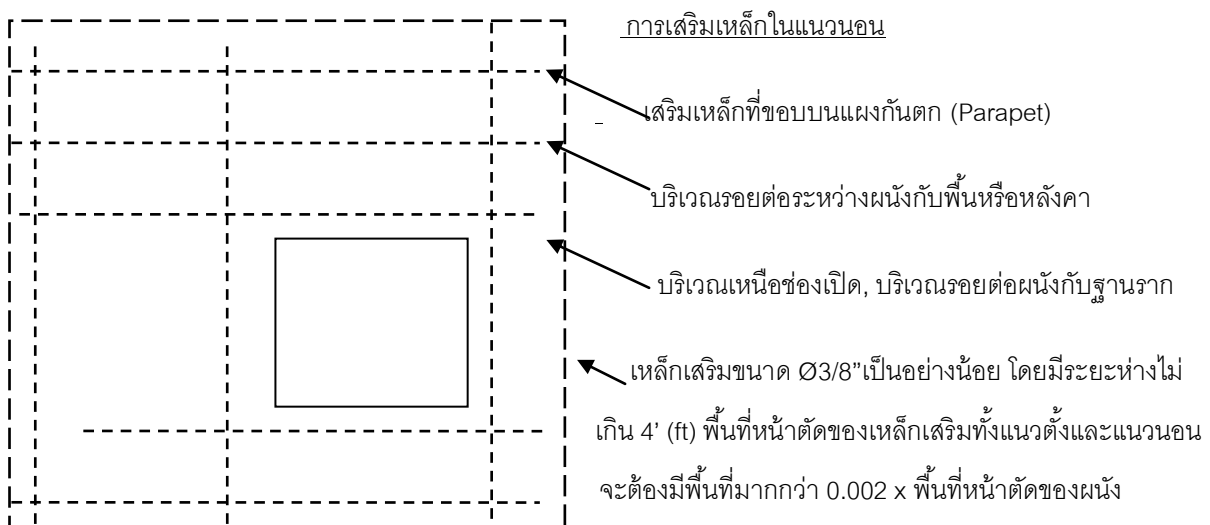 การเสริมเหล็กในแนวนอน
เสริมเหล็กที่ขอบบนแผงกันตก (Parapet)
บริเวณรอยต่อระหว่างผนังกับพื้นหรือหลังคา
บริเวณเหนือช่องเปิด, บริเวณรอยต่อผนังกับฐานราก
เหล็กเสริมขนาด Ø3/8”เป็นอย่างน้อย โดยมีระยะห่างไม่
เกิน 4’ (ft) พื้นที่หน้าตัดของเหล็กเสริมทั้งแนวตั้งและแนวนอน
จะต้องมีพื้นที่มากกว่า 0.002 x พื้นที่หน้าตัดของผนัง